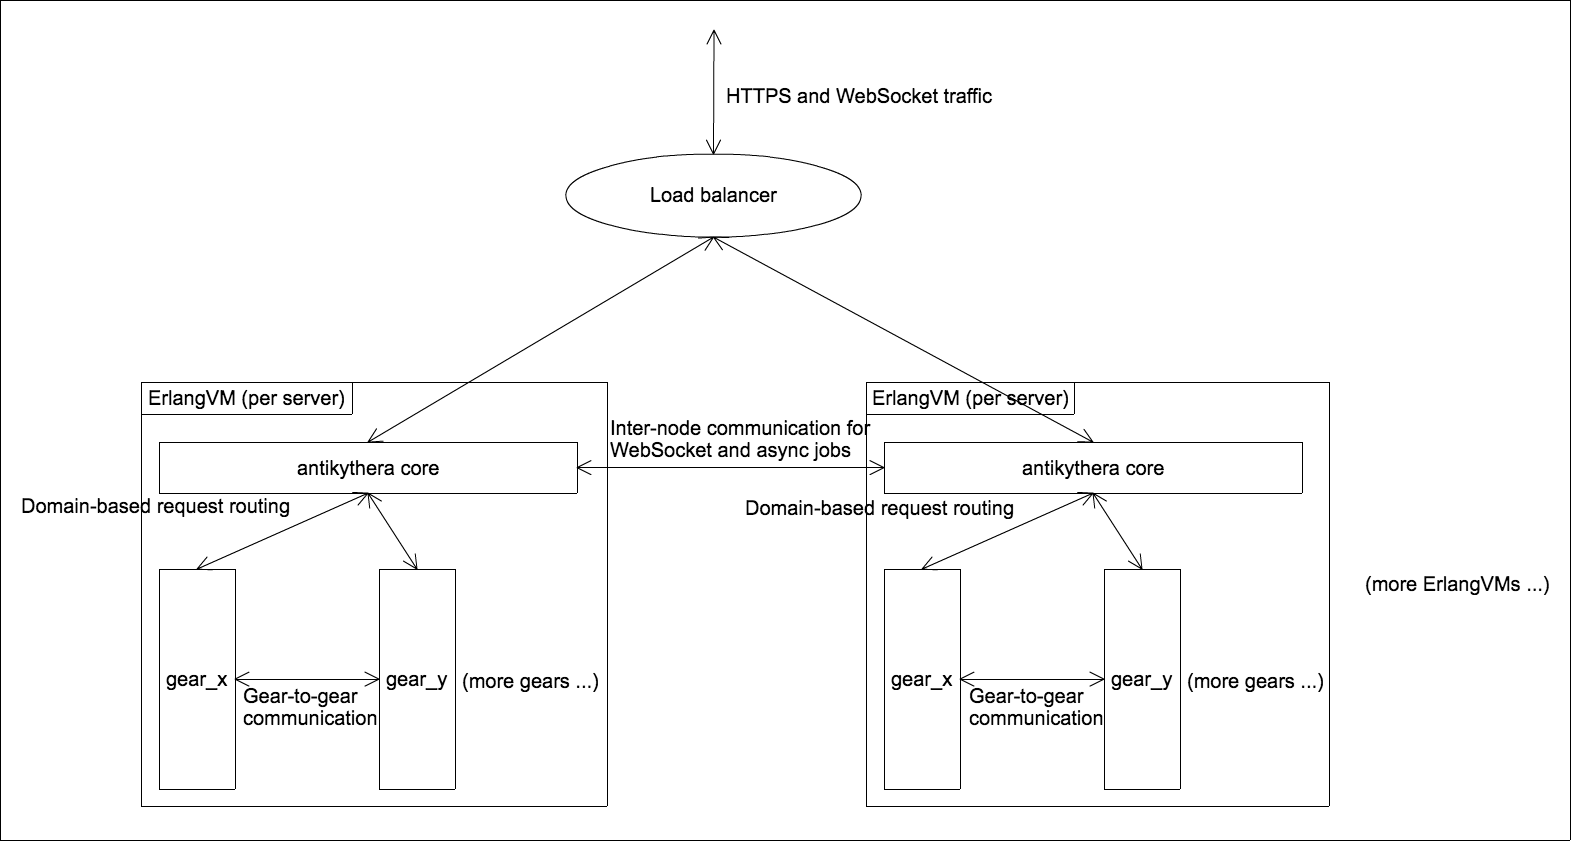 HTTPS and WebSocket traffic
Load balancer
ErlangVM (per server)
antikythera core
Domain-based request routing
gear_x
Gear-to-gear
communication
gear_y
(more gears ...)
Inter-node communication for
WebSocket and async jobs
ErlangVM (per server)
antikythera core
Domain-based request routing
gear_x
Gear-to-gear
communication
gear_y
(more gears ...)
(more ErlangVMs ...)